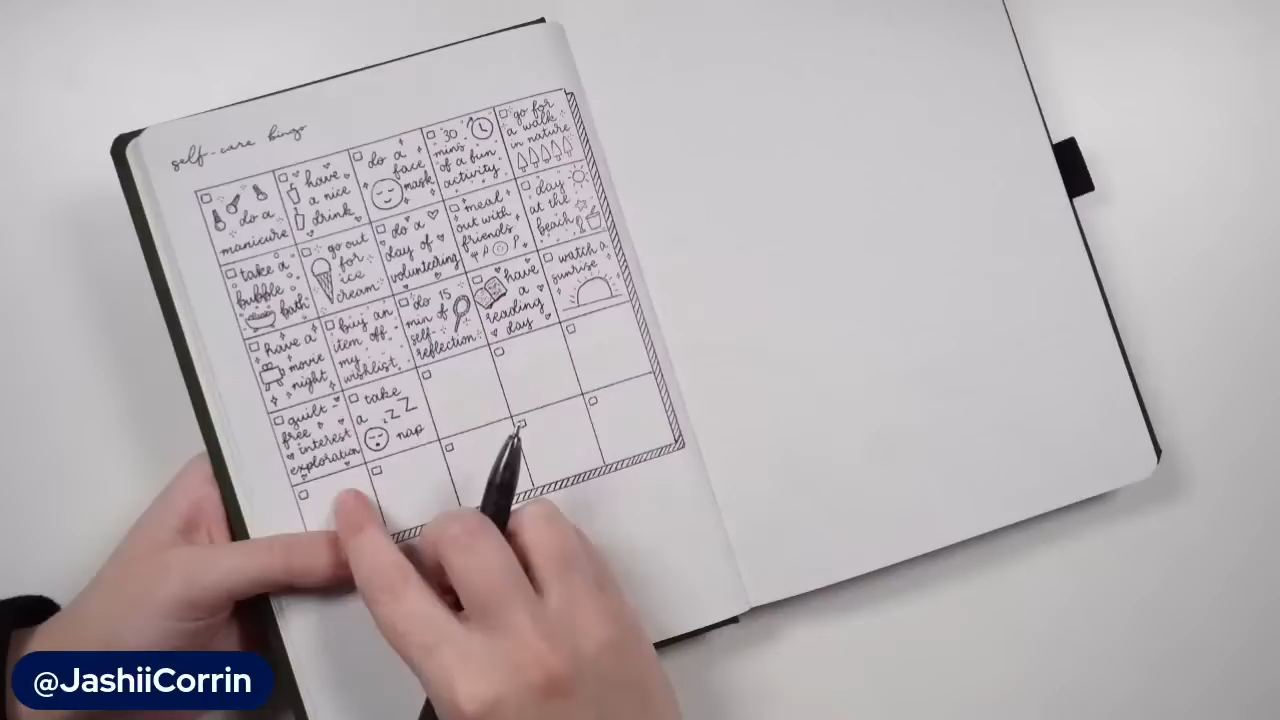 self-care bingo
do a
manicure
have
a nice
drink
do a
face
mask
30
mins
of a fun
activity
go for
a walk
in nature
take a
bubble
bath
go out
for
ice
cream
do a
day of
volunteering
meal
out with
friends
day
at the
beach
have a
movie
night
buy an
item off
my
wishlist
do 15
min of
self-
reflection
have
a
reading
day
watch a
sunrise
guilt-
free
interest
exploration
take
a
zZZ
nap
@JashiiCorrin